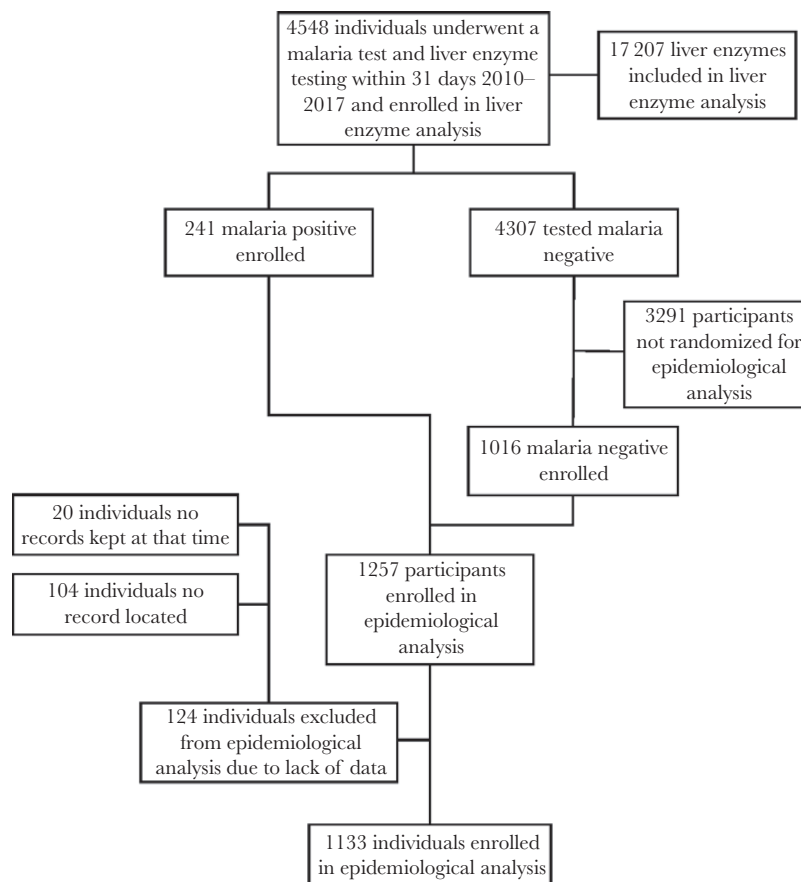 4548 individuals underwent a
malaria test and liver enzyme
testing within 31 days 2010–
2017 and enrolled in liver
enzyme analysis
17 207 liver enzymes
included in liver
enzyme analysis
241 malaria positive
enrolled
4307 tested malaria
negative
3291 participants
not randomized for
epidemiological
analysis
1016 malaria negative
enrolled
20 individuals no
records kept at that time
104 individuals no
record located
1257 participants
enrolled in
epidemiological
analysis
124 individuals excluded
from epidemiological
analysis due to lack of data
1133 individuals enrolled
in epidemiological analysis